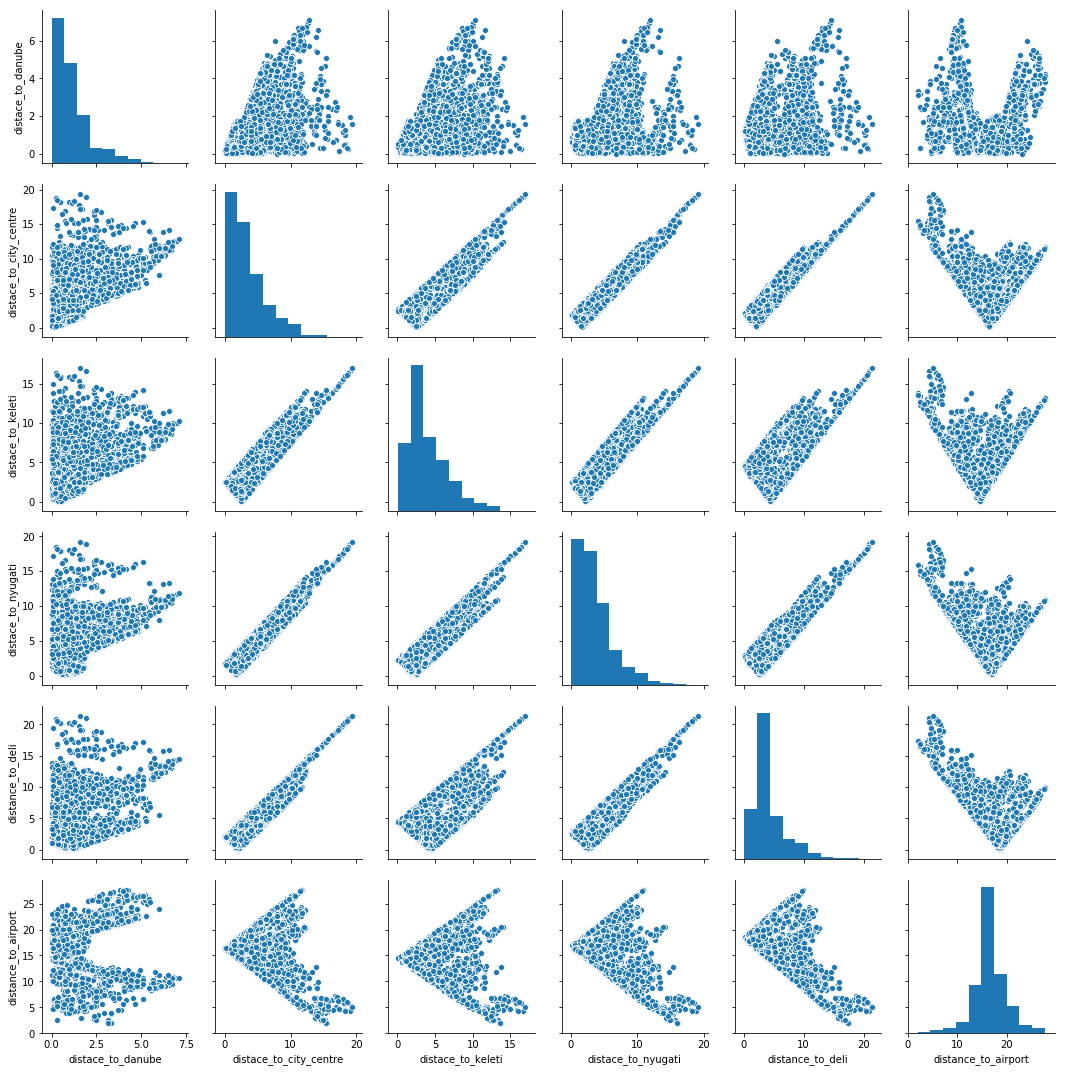 distace_to_danube
6
4
2
0
distace_to_city_centre
20
15
10
5
0
distace_to_keleti
15
10
5
0
distace_to_nyugati
20
15
10
5
0
distance_to_deli
20
15
10
5
0
distance_to_airport
25
20
15
10
5
0
0.0 2.5 5.0 7.5
0 10 20
0 5 10 15
0 10 20
0 10 20
0 10 20
distace_to_danube
distace_to_city_centre
distace_to_keleti
distace_to_nyugati
distance_to_deli
distance_to_airport